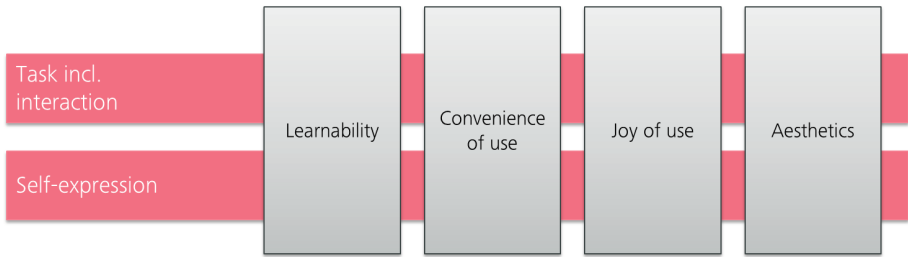 Task incl.
interaction
Learnability
Convenience
of use
Joy of use
Aesthetics
Self-expression